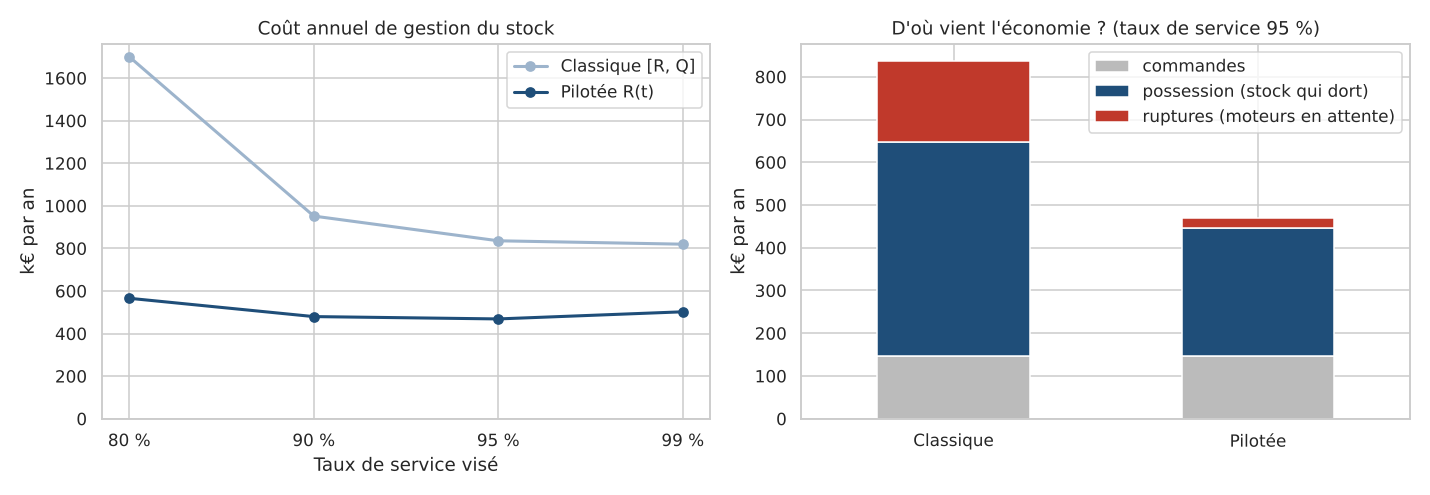 Coût annuel de gestion du stock
k€ par an
1600
1400
1200
1000
800
600
400
200
0
80 %
90 %
95 %
99 %
Taux de service visé
Classique [R, Q]
Pilotée R(t)
D'où vient l'économie ? (taux de service 95 %)
k€ par an
800
700
600
500
400
300
200
100
0
Classique
Pilotée
commandes
possession (stock qui dort)
ruptures (moteurs en attente)